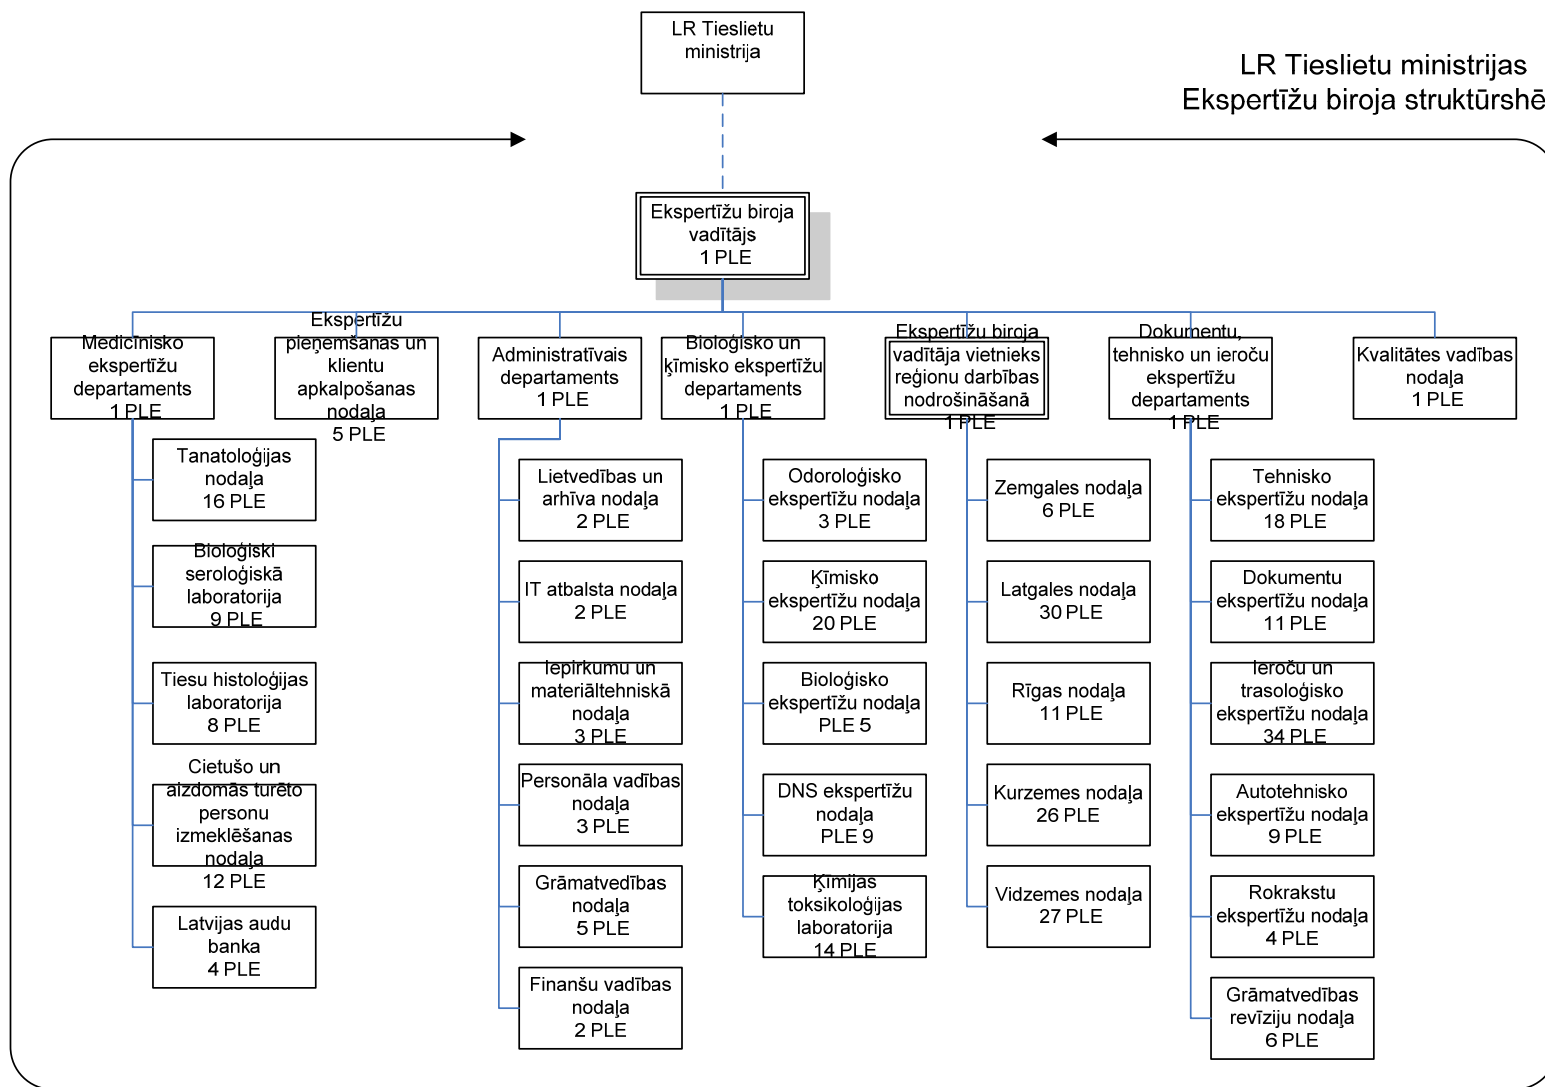 LR Tieslietu
ministrija
LR Tieslietu ministrijas
Ekspertīžu biroja struktūrshē
Ekspertīžu biroja
vadītājs
1 PLE
Medicīnisko
ekspertīžu
departaments
1 PLE
Ekspertīžu
pieņemšanas un
klientu
apkalpošanas
nodaļa
5 PLE
Administratīvais
departaments
1 PLE
Bioloģisko un
ķīmisko ekspertīžu
departaments
1 PLE
Ekspertīžu biroja
vadītāja vietnieks
reģionu darbības
nodrošināšanā
1 PLE
Dokumentu,
tehnisko un ieroču
ekspertīžu
departaments
1 PLE
Kvalitātes vadības
nodaļa
1 PLE
Tanatoloģijas
nodaļa
16 PLE
Bioloģiski
seroloģiskā
laboratorija
9 PLE
Tiesu histoloģijas
laboratorija
8 PLE
Cietušo un
aizdomās turēto
personu
izmeklēšanas
nodaļa
12 PLE
Latvijas audu
banka
4 PLE
Lietvedības un
arhīva nodaļa
2 PLE
IT atbalsta nodaļa
2 PLE
Iepirkumu un
materiāltehniskā
nodaļa
3 PLE
Personāla vadības
nodaļa
3 PLE
Grāmatvedības
nodaļa
5 PLE
Finanšu vadības
nodaļa
2 PLE
Odoroloģisko
ekspertīžu nodaļa
3 PLE
Ķīmisko
ekspertīžu nodaļa
20 PLE
Bioloģisko
ekspertīžu nodaļa
PLE 5
DNS ekspertīžu
nodaļa
PLE 9
Ķīmijas
toksikoloģijas
laboratorija
14 PLE
Zemgales nodaļa
6 PLE
Latgales nodaļa
30 PLE
Rīgas nodaļa
11 PLE
Kurzemes nodaļa
26 PLE
Vidzemes nodaļa
27 PLE
Tehnisko
ekspertīžu nodaļa
18 PLE
Dokumentu
ekspertīžu nodaļa
11 PLE
Ieroču un
trasoloģisko
ekspertīžu nodaļa
34 PLE
Autotehnisko
ekspertīžu nodaļa
9 PLE
Rokrakstu
ekspertīžu nodaļa
4 PLE
Grāmatvedības
revīziju nodaļa
6 PLE